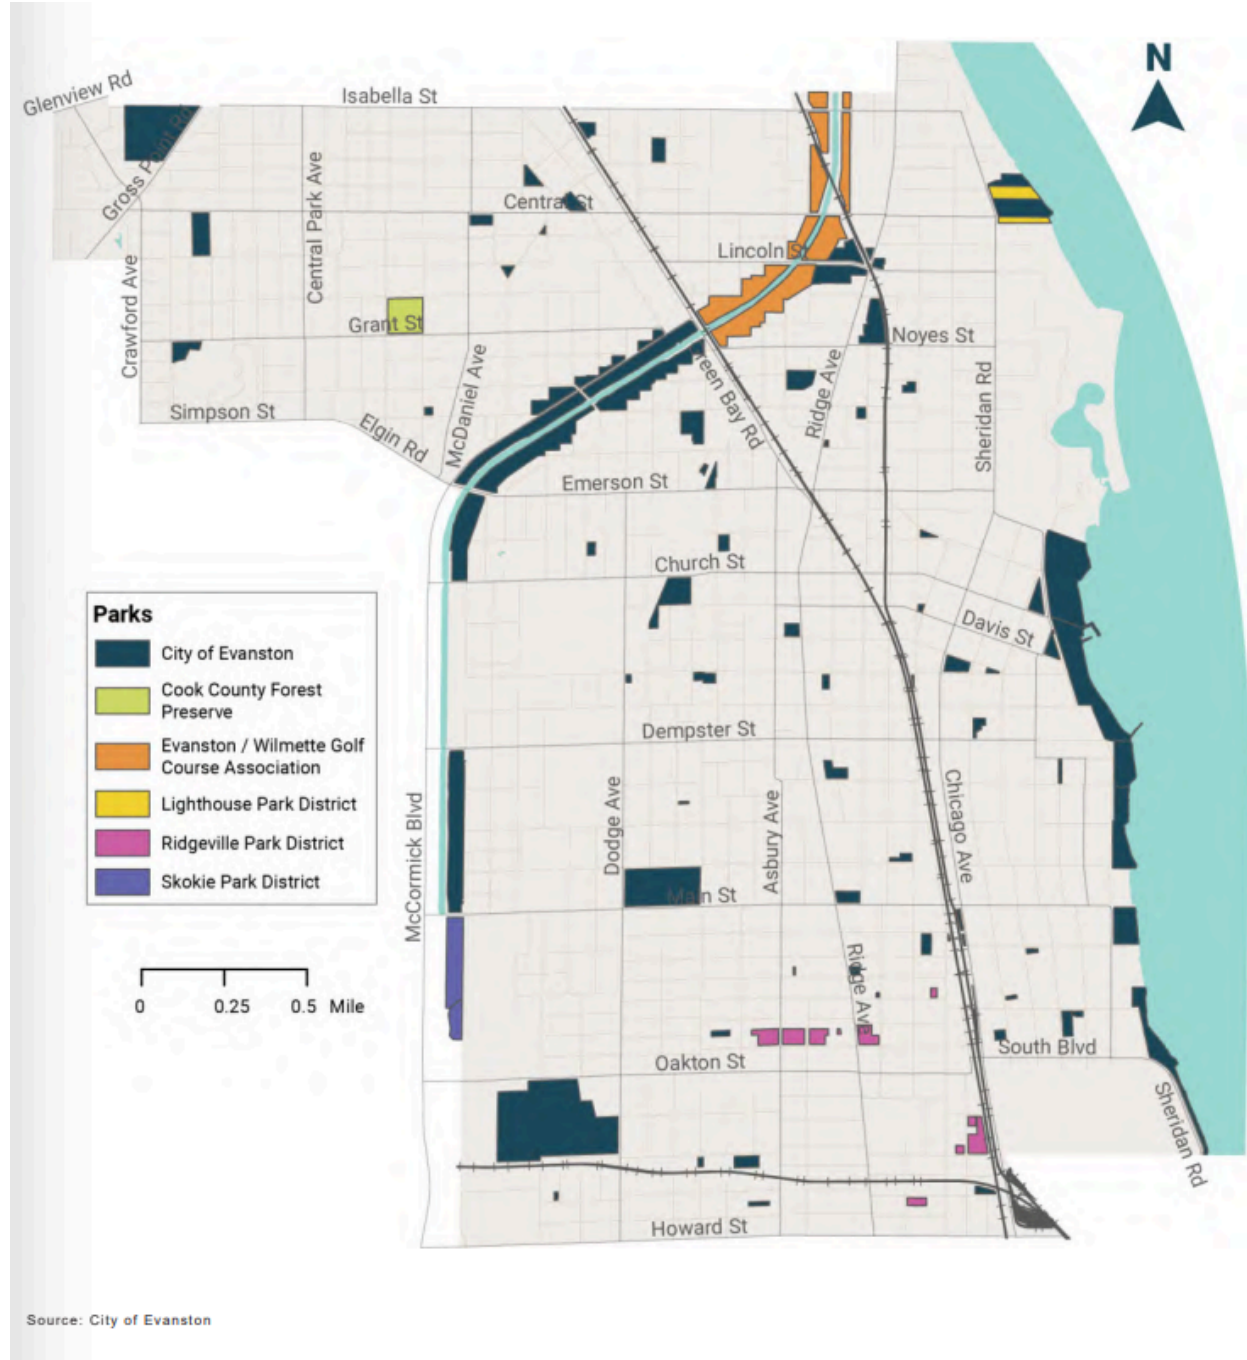 N
Glenview Rd
Isabella St
Gross Point Rd
Central Park Ave
Central St
Lincoln St
Crawford Ave
Grant St
Noyes St
McDaniel Ave
Ridge Ave
Sheridan Rd
Simpson St
Elgin Rd
reen Bay Rd
Emerson St
Church St
Davis St
Parks
City of Evanston
Cook County Forest
Preserve
Evanston / Wilmette Golf
Course Association
Lighthouse Park District
Ridgeville Park District
Skokie Park District
Dempster St
McCormick Blvd
Dodge Ave
Asbury Ave
Chicago Ave
Main St
Ridge Ave
0 0.25 0.5 Mile
South Blvd
Oakton St
Sheridan Rd
Howard St
Source: City of Evanston